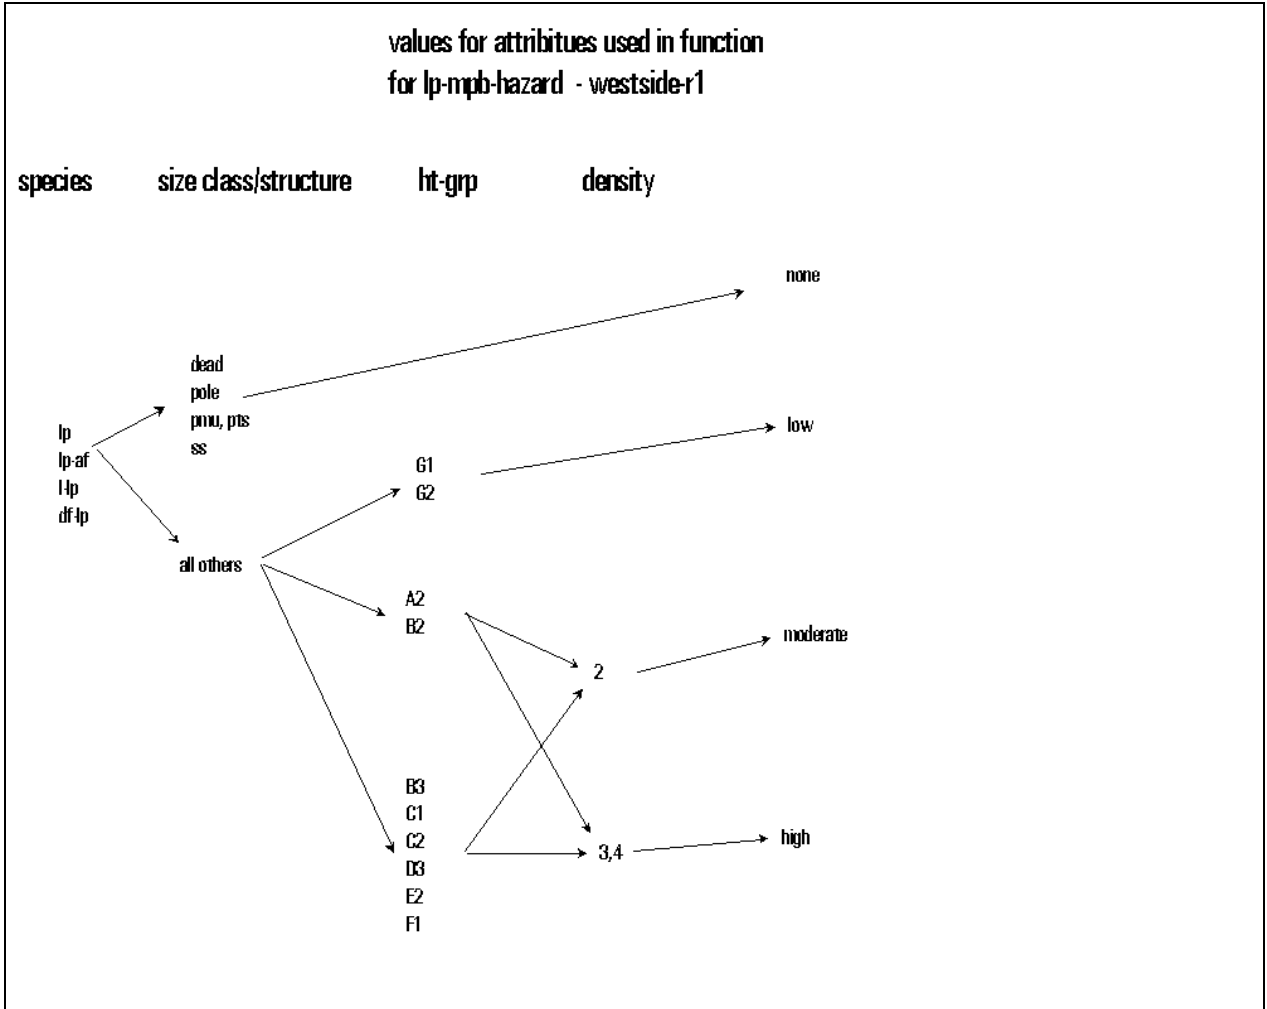 values for attribitues used in function
for lp-mpb-hazard - westside-r1
species size class/structure ht-grp density
none
dead
pole
pmu, pts
ss
lp
lp-af
l-lp
df-lp
low
G1
G2
all others
A2
B2
2
moderate
B3
C1
C2
D3
E2
F1
3,4
high